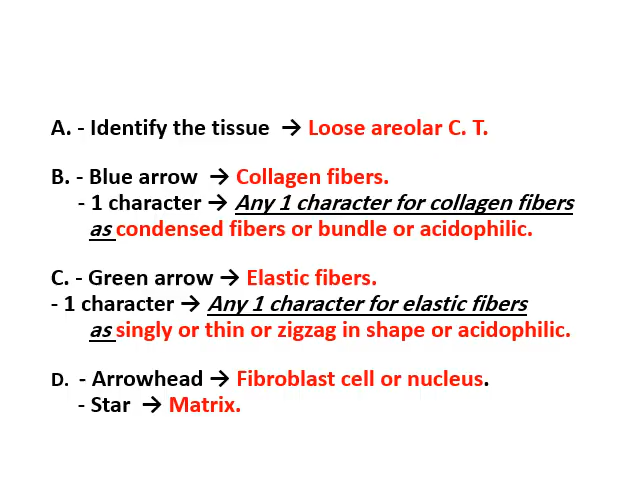 A. - Identify the tissue → Loose areolar C. T.
B. - Blue arrow → Collagen fibers.
- 1 character → Any 1 character for collagen fibers
as condensed fibers or bundle or acidophilic.
C. - Green arrow → Elastic fibers.
- 1 character → Any 1 character for elastic fibers
as singly or thin or zigzag in shape or acidophilic.
D. - Arrowhead → Fibroblast cell or nucleus.
- Star → Matrix.